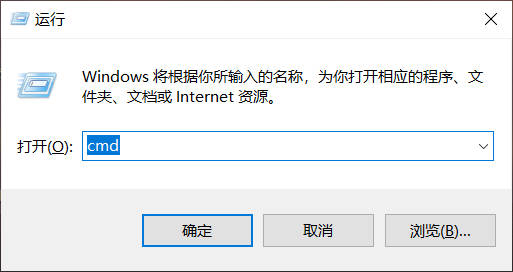 运行
Windows 将根据你所输入的名称，为你打开相应的程序、文
件夹、文档或 Internet 资源。
打开(O): cmd
确定 取消 浏览(B)...